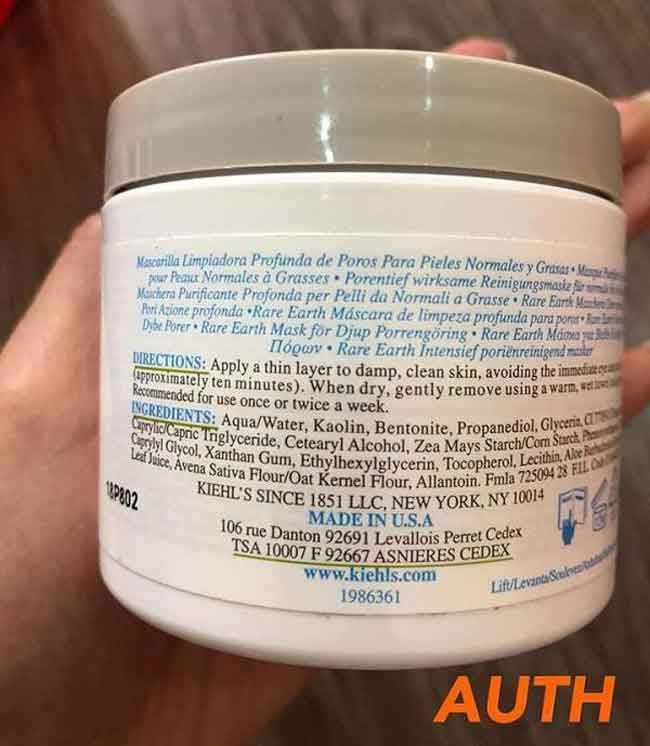 Mascarilla Limpiadora Profunda de Poros Para Pieles Normales y Grasas • Masque
pour Peaux Normales à Grasses • Porentief wirksame Reinigungsmaske für normale
Maschera Purificante Profonda per Pelli da Normali a Grasse • Rare Earth
Pori Azione profonda •Rare Earth Máscara de limpeza profunda para poros • Rare
Dybe Porer • Rare Earth Mask för Djup Porrengöring • Rare Earth
Πόρων • Rare Earth Intensief poriënreinigend masker
DIRECTIONS: Apply a thin layer to damp, clean skin, avoiding the immediate eye
(approximately ten minutes). When dry, gently remove using a warm, wet
Recommended for use once or twice a week.
INGREDIENTS: Aqua/Water, Kaolin, Bentonite, Propanediol, Glycerin,
Caprylic/Capric Triglyceride, Cetearyl Alcohol, Zea Mays Starch/Corn Starch,
Caprylyl Glycol, Xanthan Gum, Ethylhexylglycerin, Tocopherol, Lecithin, Aloe
Leaf Juice, Avena Sativa Flour/Oat Kernel Flour, Allantoin. Fmla 725094 28 F.I.L.
KIEHL'S SINCE 1851 LLC, NEW YORK, NY 10014
18P802
MADE IN U.S.A
106 rue Danton 92691 Levallois Perret Cedex
TSA 10007 F 92667 ASNIERES CEDEX
www.kiehls.com
1986361
Lift/Levanta/
AUTH